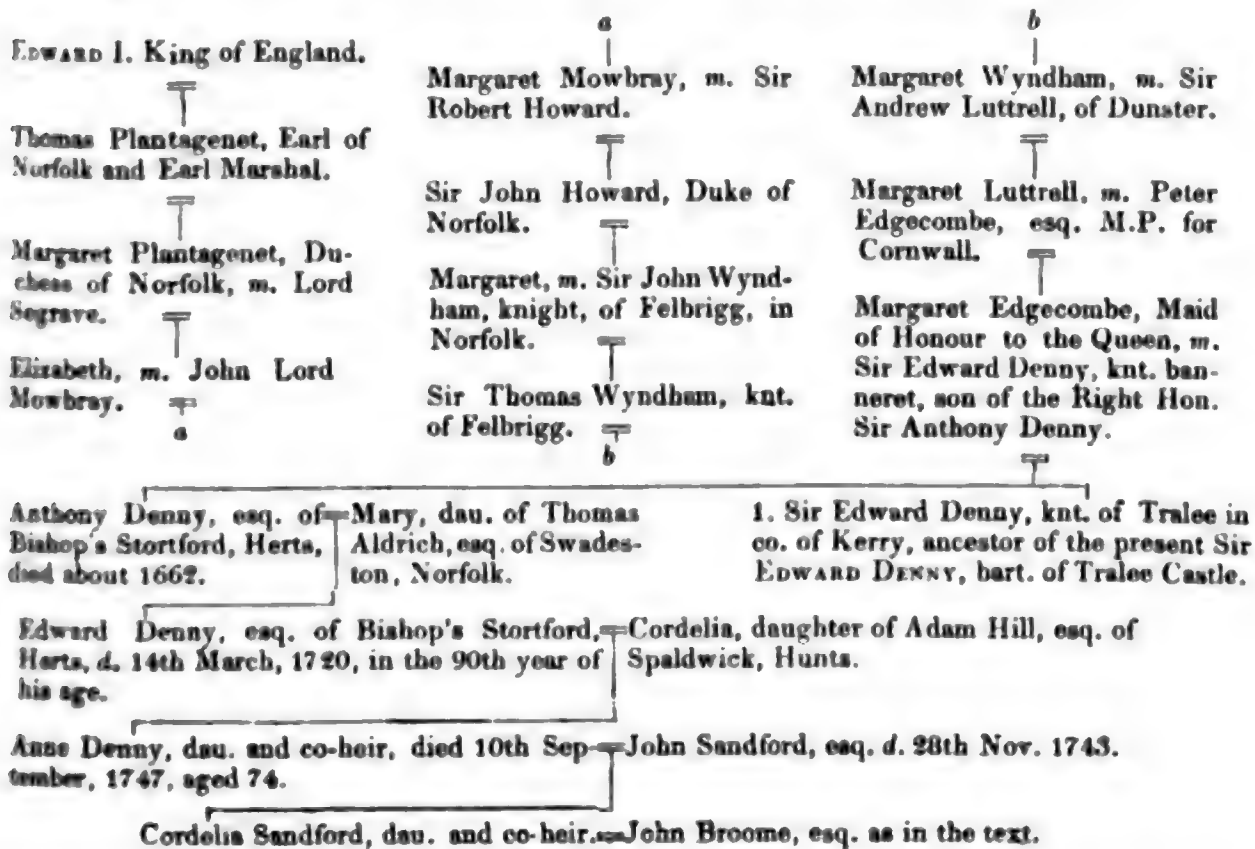 EDWARD I. King of England.
Thomas Plantagenet, Earl of
Norfolk and Earl Marshal.
Margaret Plantagenet, Du-
chess of Norfolk, m. Lord
Segrave.
Elizabeth, m. John Lord
Mowbray.
a
a
Margaret Mowbray, m. Sir
Robert Howard.
Sir John Howard, Duke of
Norfolk.
Margaret, m. Sir John Wynd-
ham, knight, of Felbrigg, in
Norfolk.
Sir Thomas Wyndham, knt.
of Felbrigg.
b
b
Margaret Wyndham, m. Sir
Andrew Luttrell, of Dunster.
Margaret Luttrell, m. Peter
Edgecombe, esq. M.P. for
Cornwall.
Margaret Edgecombe, Maid
of Honour to the Queen, m.
Sir Edward Denny, knt. ban-
neret, son of the Right Hon.
Sir Anthony Denny.
Anthony Denny, esq. of
Bishop's Stortford, Herts,
died about 1662.
Mary, dau. of Thomas
Aldrich, esq. of Swades-
ton, Norfolk.
1. Sir Edward Denny, knt. of Tralee in
co. of Kerry, ancestor of the present Sir
EDWARD DENNY, bart. of Tralee Castle.
Edward Denny, esq. of Bishop's Stortford,
Herts, d. 14th March, 1720, in the 90th year of
his age.
Cordelia, daughter of Adam Hill, esq. of
Spaldwick, Hunts.
Anne Denny, dau. and co-heir, died 10th Sep-
tember, 1747, aged 74.
John Sandford, esq. d. 28th Nov. 1743.
Cordelia Sandford, dau. and co-heir.
John Broome, esq. as in the text.